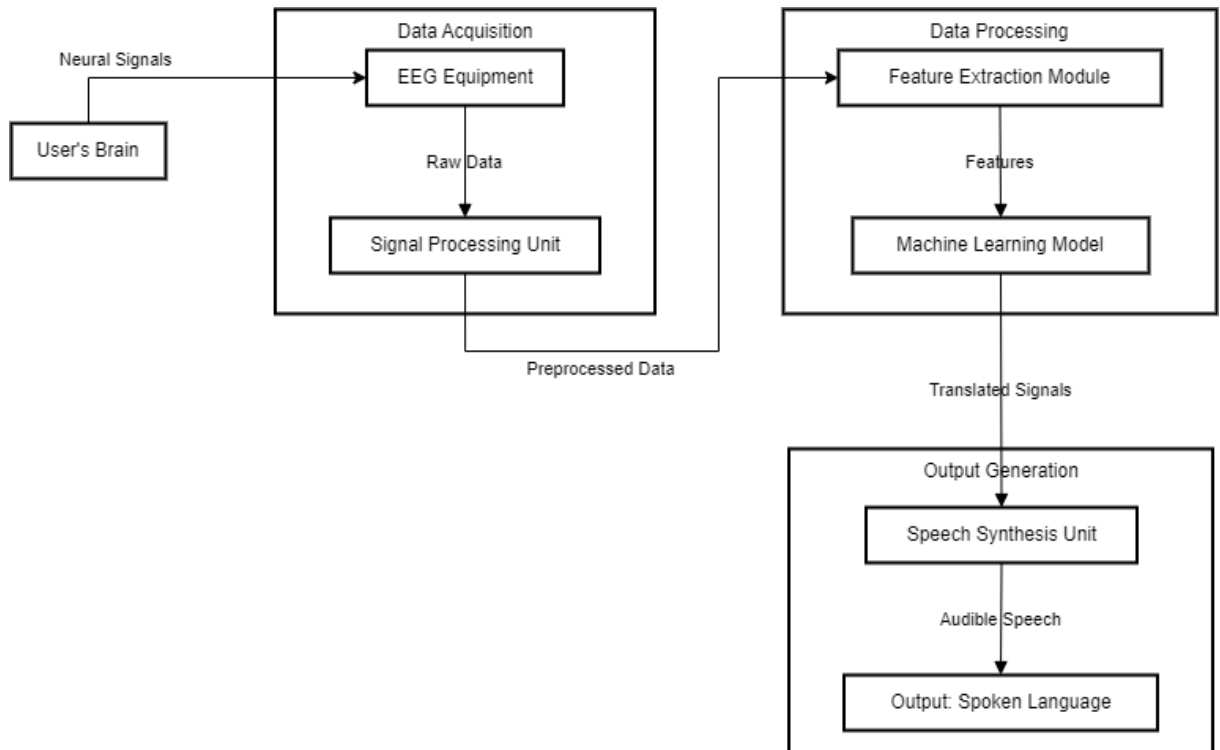 Neural Signals
User's Brain
Data Acquisition
EEG Equipment
Raw Data
Signal Processing Unit
Preprocessed Data
Data Processing
Feature Extraction Module
Features
Machine Learning Model
Translated Signals
Output Generation
Speech Synthesis Unit
Audible Speech
Output: Spoken Language